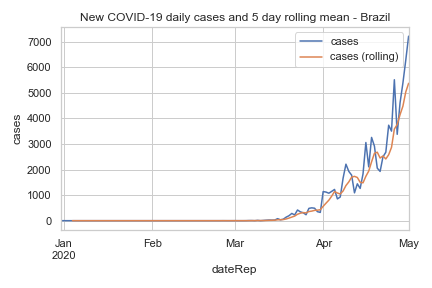 New COVID-19 daily cases and 5 day rolling mean - Brazil
cases
cases (rolling)
7000
6000
5000
4000
3000
2000
1000
0
cases
Jan Feb Mar Apr May
2020
dateRep